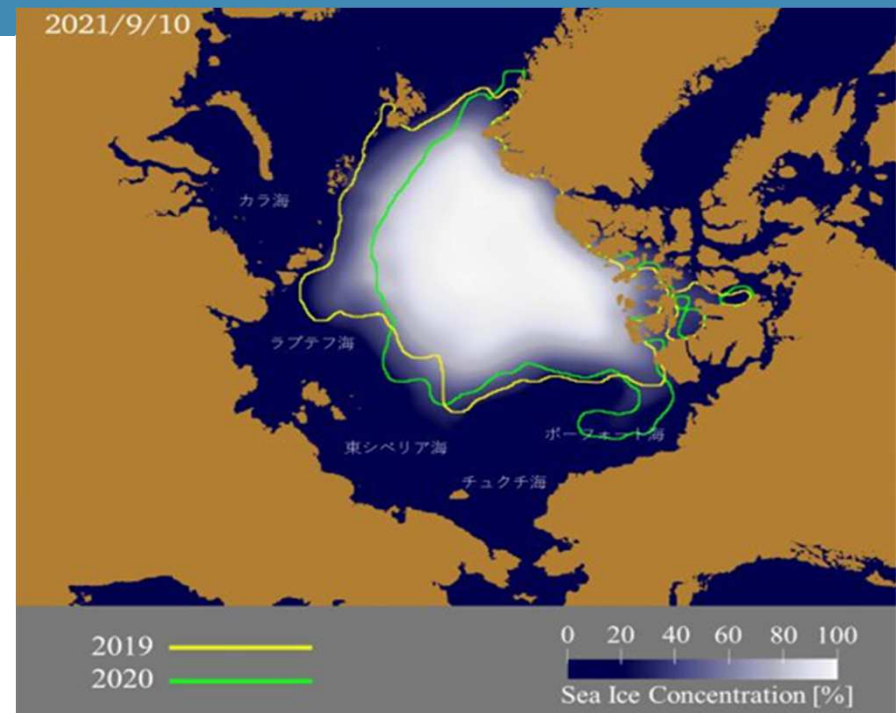 2021/9/10
カラ海
ラプテフ海
東シベリア海
ボーフォート海
チュクチ海
2019
2020
0 20 40 60 80 100
Sea Ice Concentration [%]